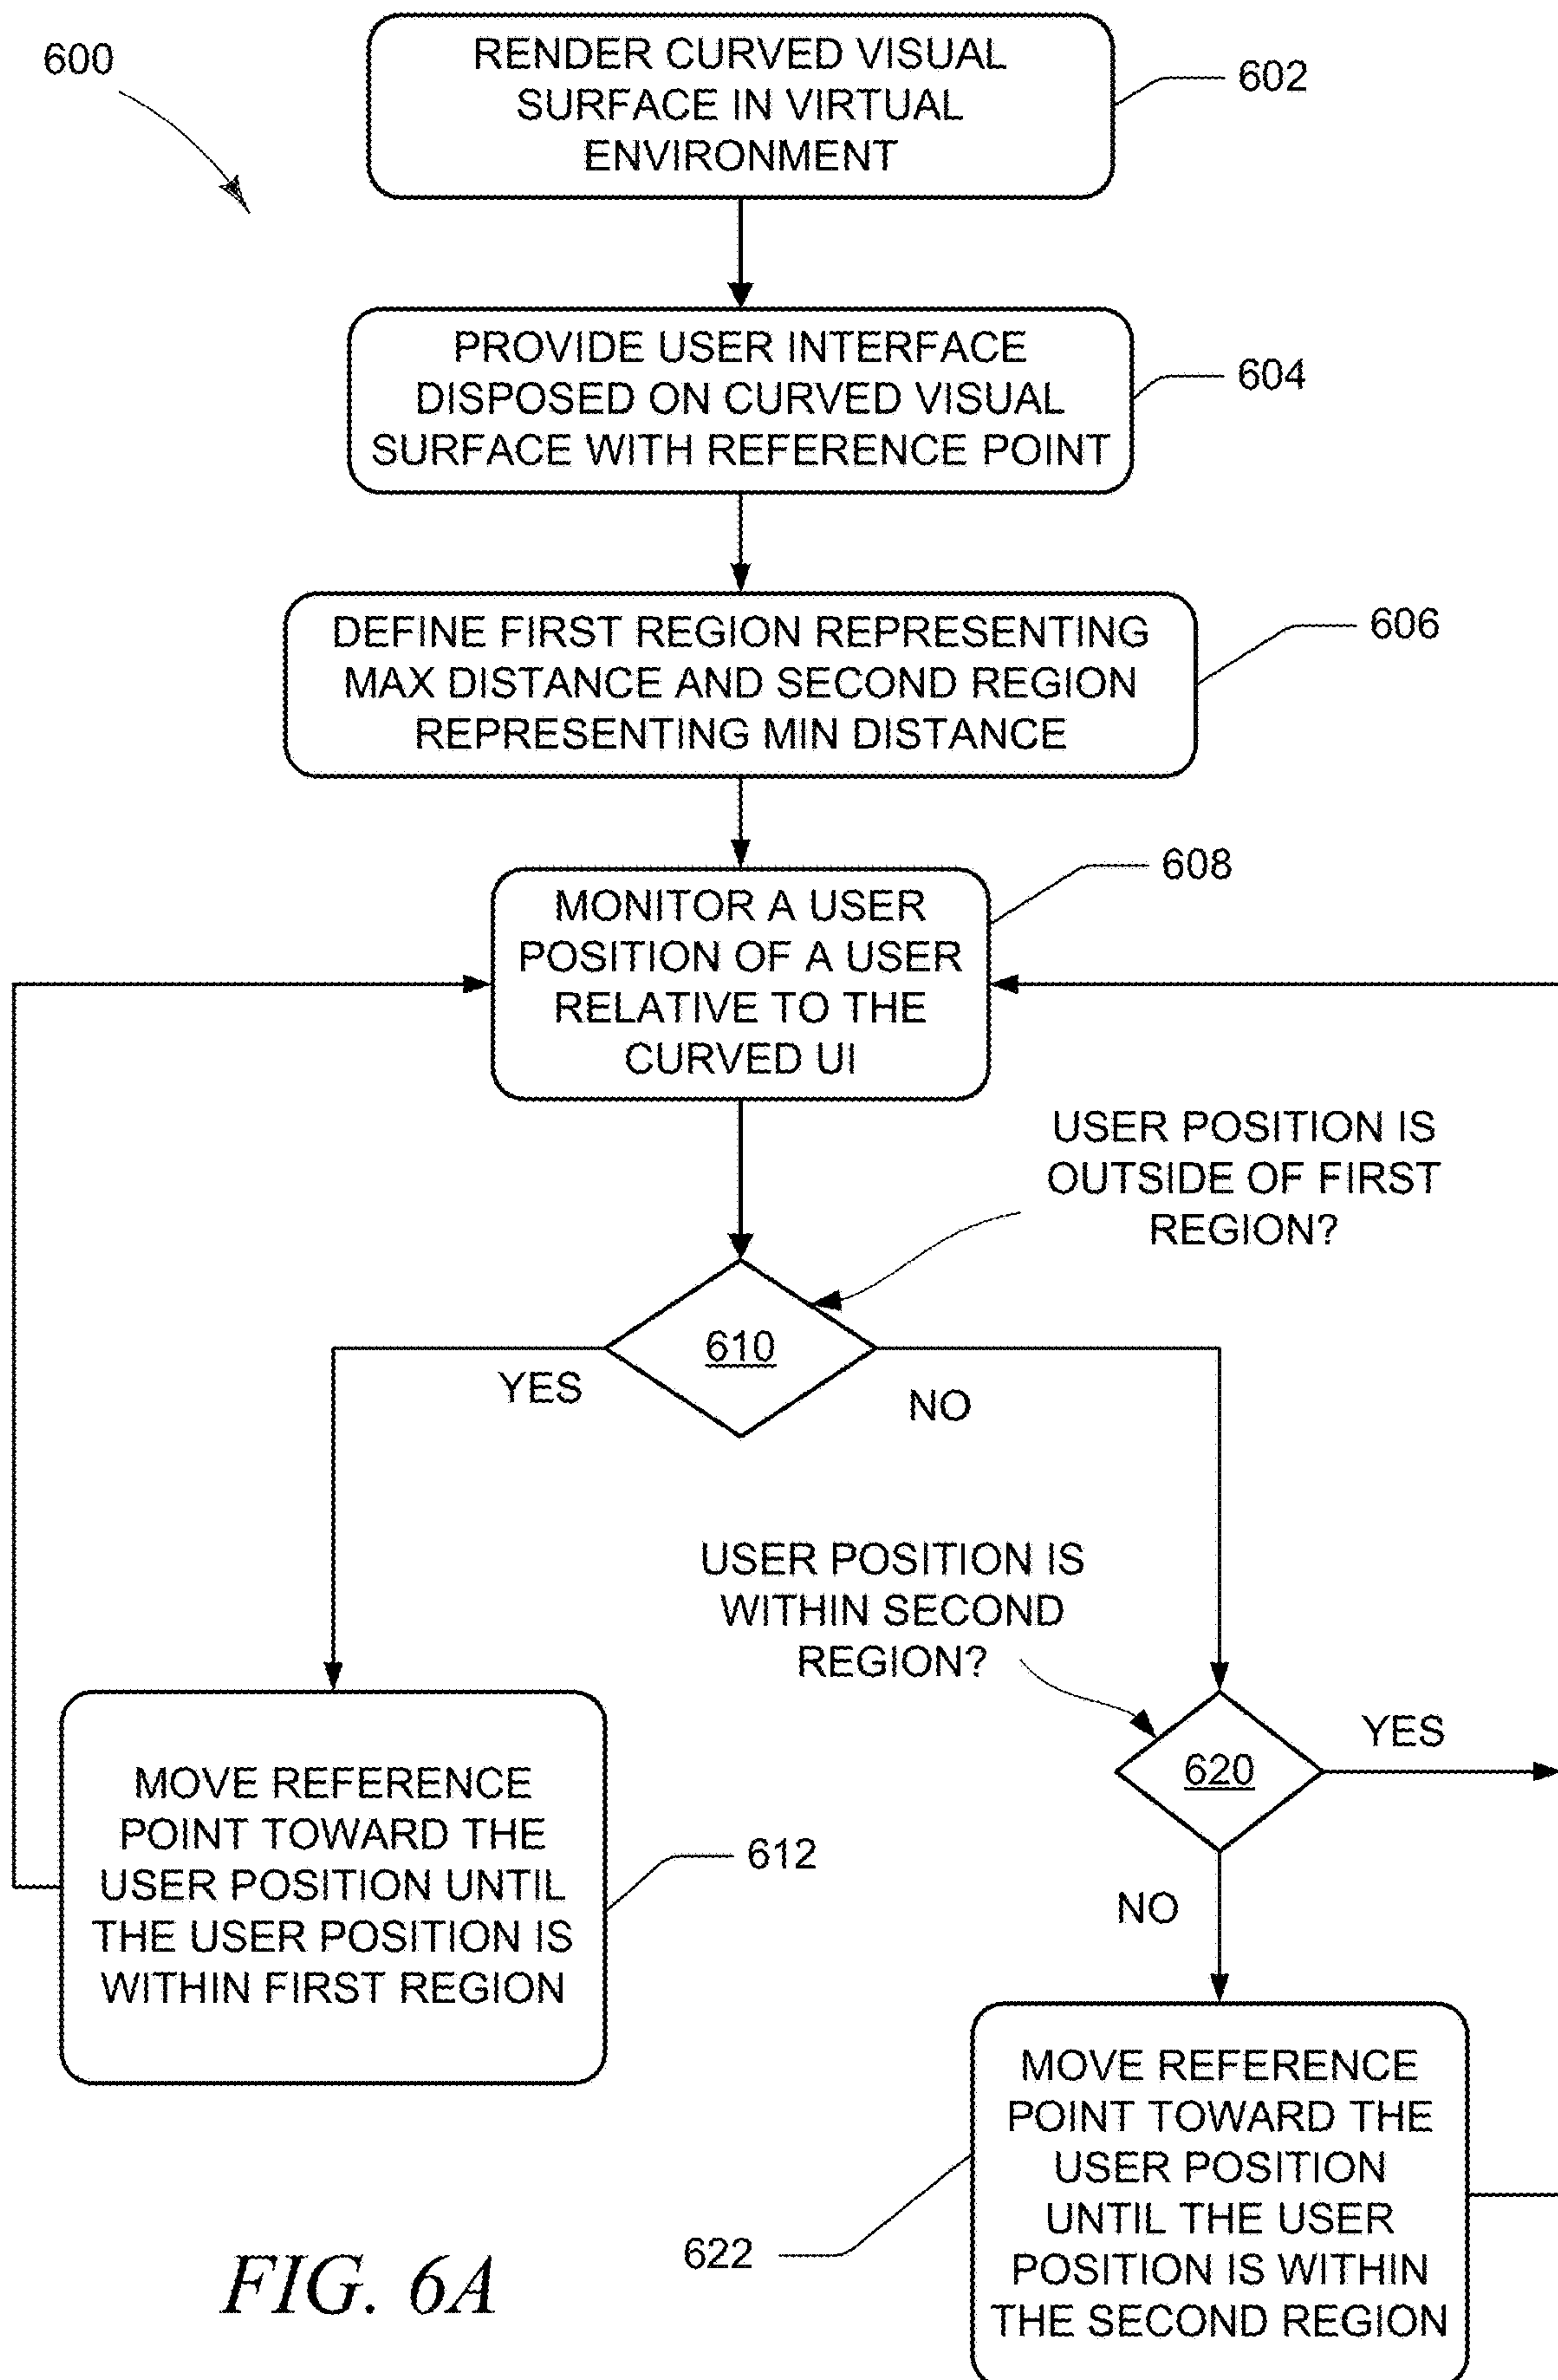 600
RENDER CURVED VISUAL
SURFACE IN VIRTUAL
ENVIRONMENT
602
PROVIDE USER INTERFACE
DISPOSED ON CURVED VISUAL
SURFACE WITH REFERENCE POINT
604
DEFINE FIRST REGION REPRESENTING
MAX DISTANCE AND SECOND REGION
REPRESENTING MIN DISTANCE
606
MONITOR A USER
POSITION OF A USER
RELATIVE TO THE
CURVED UI
608
USER POSITION IS
OUTSIDE OF FIRST
REGION?
610
YES
NO
USER POSITION IS
WITHIN SECOND
REGION?
620
YES
NO
MOVE REFERENCE
POINT TOWARD THE
USER POSITION UNTIL
THE USER POSITION IS
WITHIN FIRST REGION
612
MOVE REFERENCE
POINT TOWARD THE
USER POSITION
UNTIL THE USER
POSITION IS WITHIN
THE SECOND REGION
622
FIG. 6A